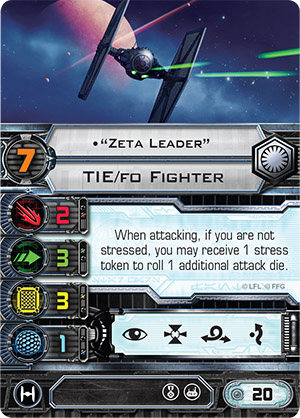 •“Zeta Leader”
7
TIE/fo Fighter
2
When attacking, if you are not
stressed, you may receive 1 stress
token to roll 1 additional attack die.
3
©LFL ©FFG
3
1
20